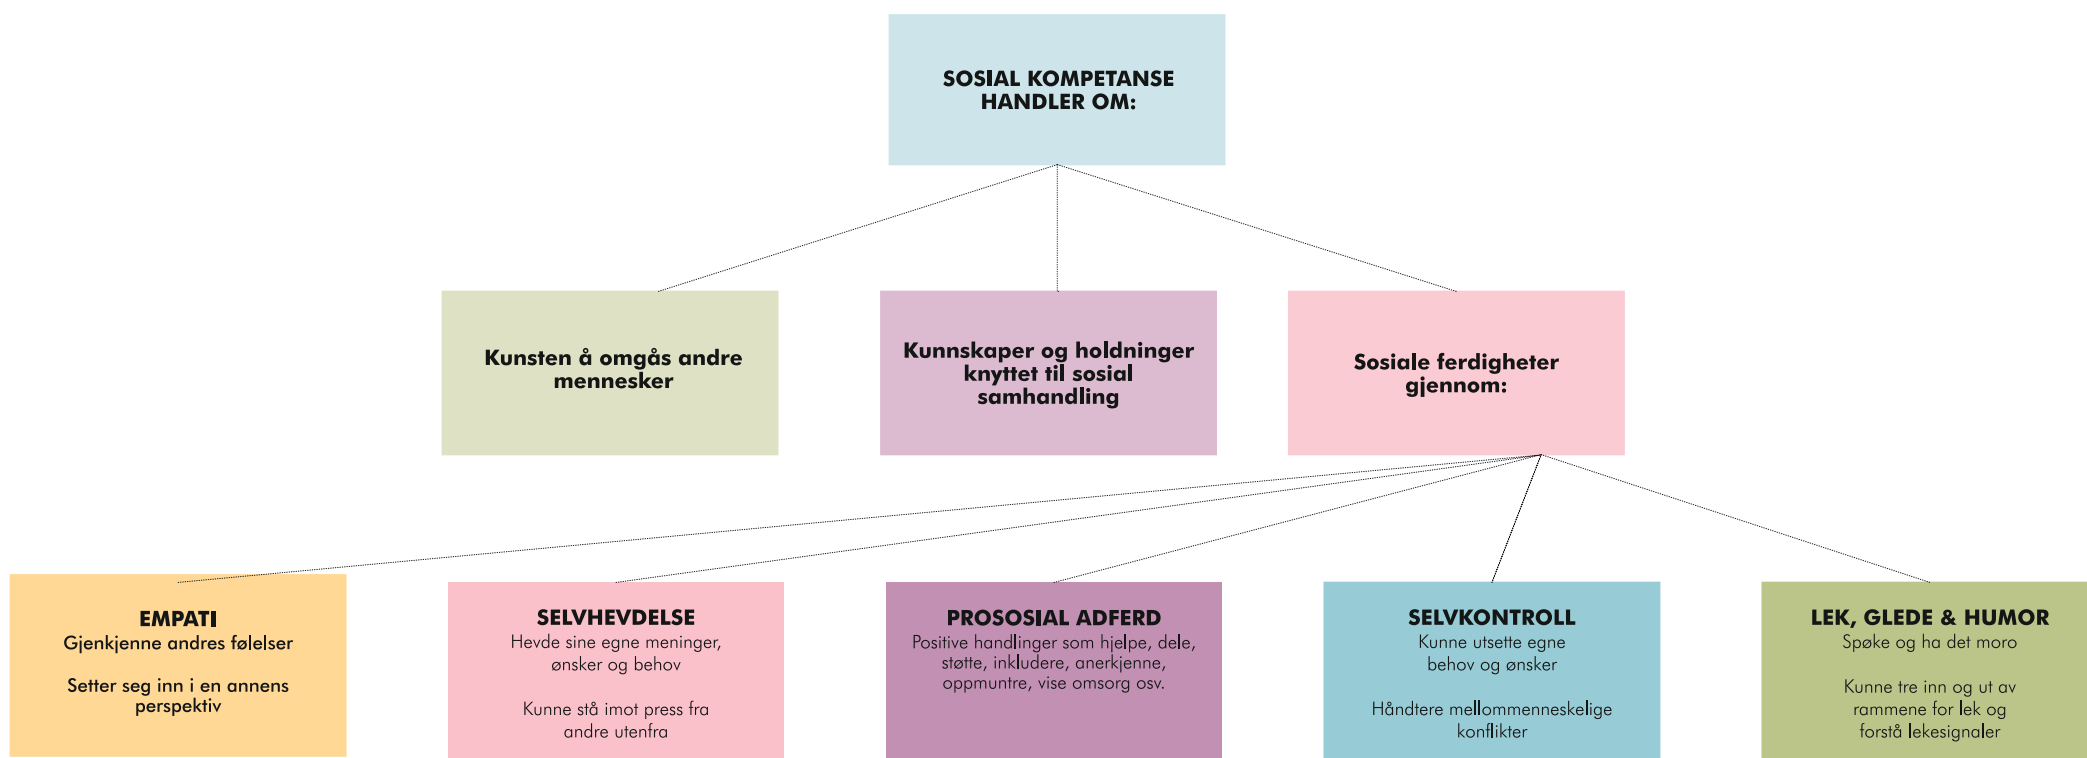 SOSIAL KOMPETANSE
HANDLER OM:
Kunsten å omgås andre
mennesker
Kunnskaper og holdninger
knyttet til sosial
samhandling
Sosiale ferdigheter
gjennom:
EMPATI
Gjenkjenne andres følelser
Setter seg inn i en annens
perspektiv
SELVHEVDELSE
Hevde sine egne meninger,
ønsker og behov
Kunne stå imot press fra
andre utenfra
PROSOSIAL ADFERD
Positive handlinger som hjelpe, dele,
støtte, inkludere, anerkjenne,
oppmuntre, vise omsorg osv.
SELVKONTROLL
Kunne utsette egne
behov og ønsker
Håndtere mellommenneskelige
konflikter
LEK, GLEDE & HUMOR
Spøke og ha det moro
Kunne tre inn og ut av
rammene for lek og
forstå lekesignaler